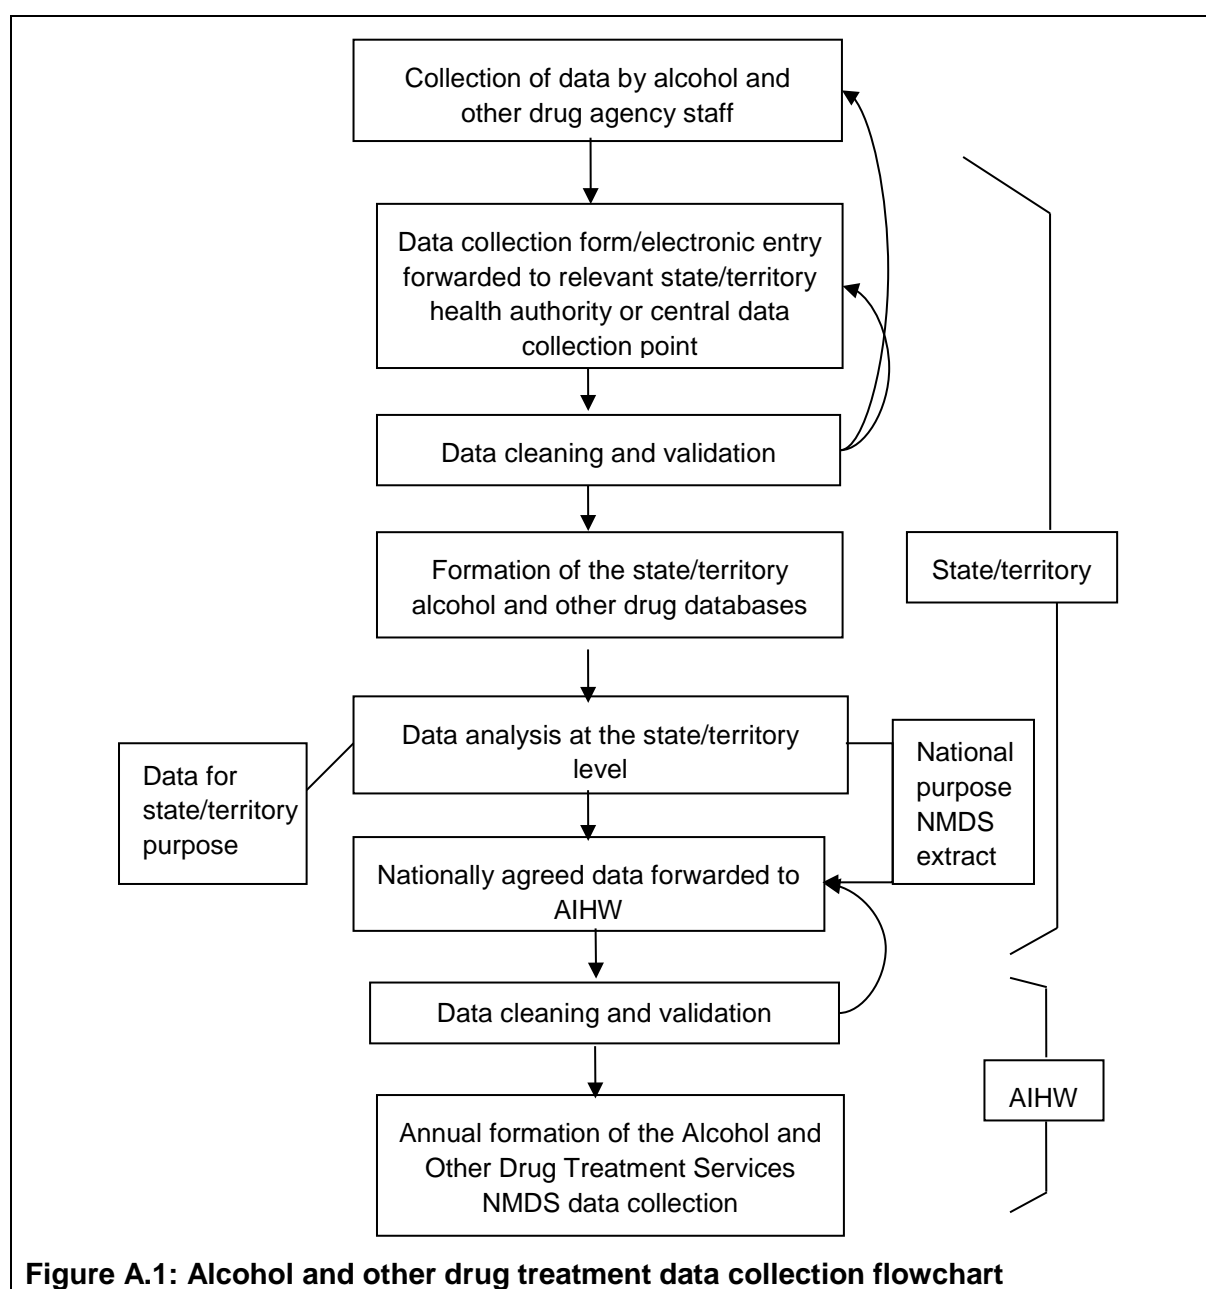 Collection of data by alcohol and
other drug agency staff
Data collection form/electronic entry
forwarded to relevant state/territory
health authority or central data
collection point
Data cleaning and validation
Formation of the state/territory
alcohol and other drug databases
State/territory
Data analysis at the state/territory
level
Data for
state/territory
purpose
National
purpose
NMDS
extract
Nationally agreed data forwarded to
AIHW
Data cleaning and validation
AIHW
Annual formation of the Alcohol and
Other Drug Treatment Services
NMDS data collection
Figure A.1: Alcohol and other drug treatment data collection flowchart